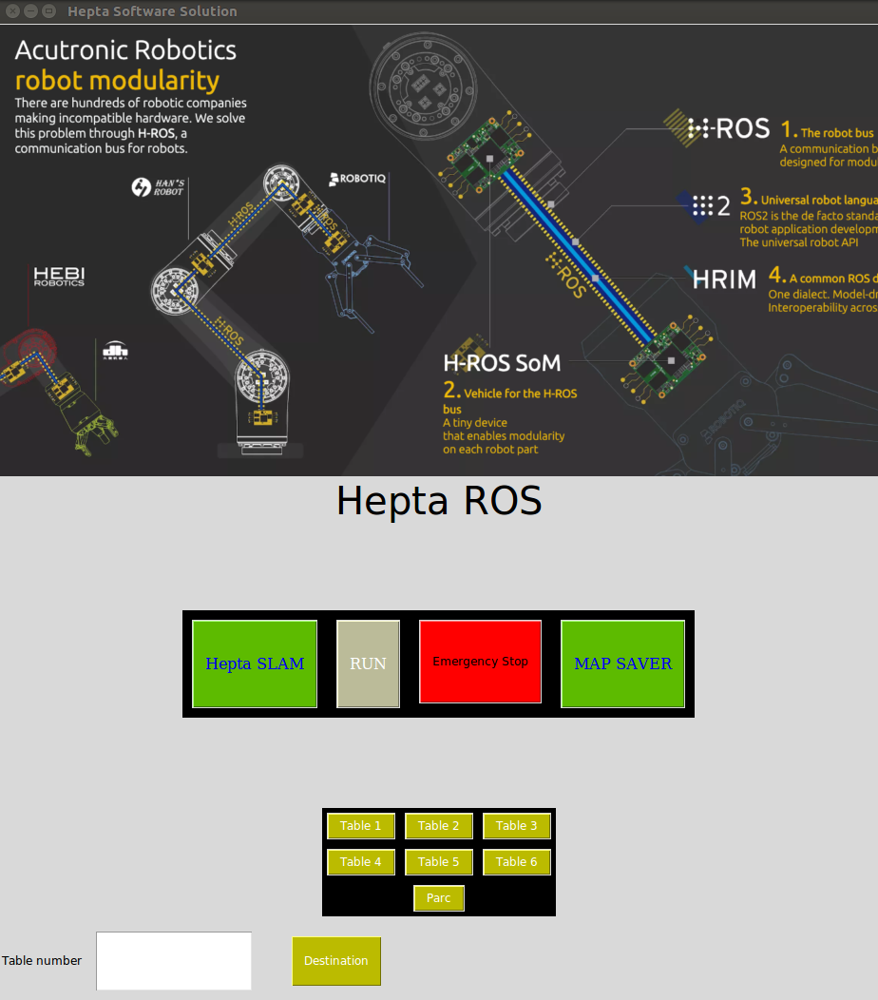 Hepta Software Solution
Acutronic Robotics
robot modularity
There are hundreds of robotic companies
making incompatible hardware. We solve
this problem through H-ROS, a
communication bus for robots.
HAN'S
ROBOT
ROBOTIQ
H-ROS
H-ROS
HEBI
ROBOTICS
H-ROS
H-ROS
1. The robot bus
A communication b
designed for modu
2
3. Universal robot langua
ROS2 is the de facto standa
robot application developm
The universal robot API
H-ROS
HRIM
4. A common ROS d
One dialect. Model-dr
Interoperability acros
H-ROS SoM
2. Vehicle for the H-ROS
bus
A tiny device
that enables modularity
on each robot part
ROBOTIQ
Hepta ROS
Hepta SLAM
RUN
Emergency Stop
MAP SAVER
Table 1
Table 2
Table 3
Table 4
Table 5
Table 6
Parc
Table number
Destination